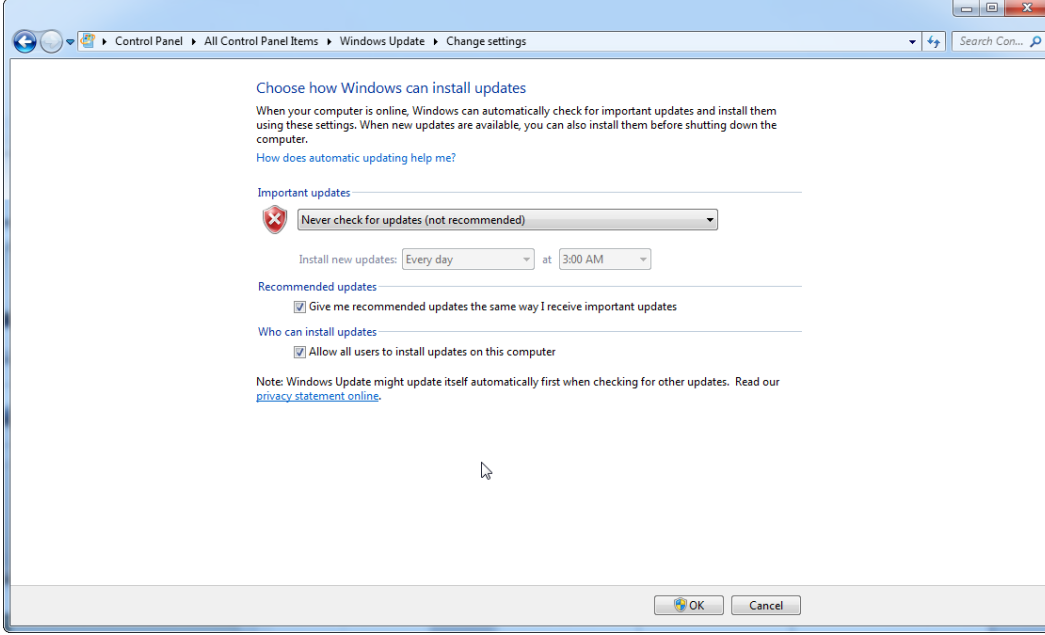 Control Panel ▸ All Control Panel Items ▸ Windows Update ▸ Change settings
Search Con...
Choose how Windows can install updates
When your computer is online, Windows can automatically check for important updates and install them
using these settings. When new updates are available, you can also install them before shutting down the
computer.
How does automatic updating help me?
Important updates
Never check for updates (not recommended)
Install new updates: Every day at 3:00 AM
Recommended updates
Give me recommended updates the same way I receive important updates
Who can install updates
Allow all users to install updates on this computer
Note: Windows Update might update itself automatically first when checking for other updates. Read our
privacy statement online.
OK Cancel